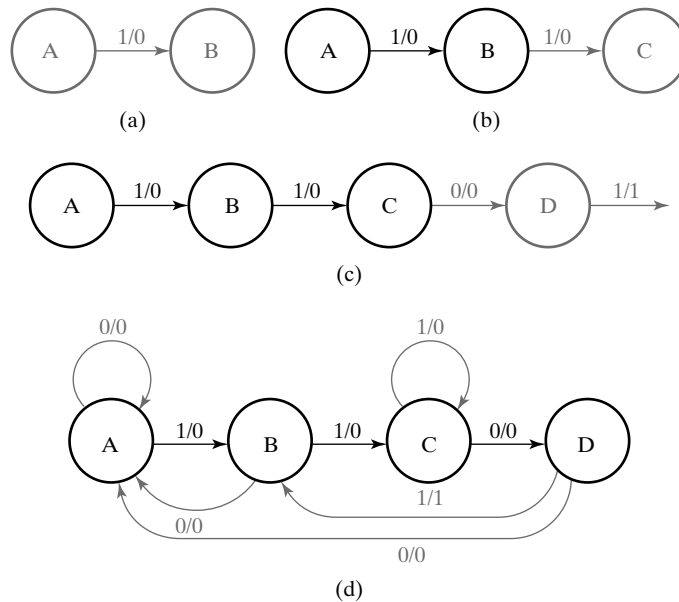 1/0 1/0 1/0
A B A B C
(a) (b)
1/0 1/0 0/0 1/1
A B C D
(c)
0/0 1/0
1/0 1/0 0/0
A B C D
1/1
0/0
0/0
(d)